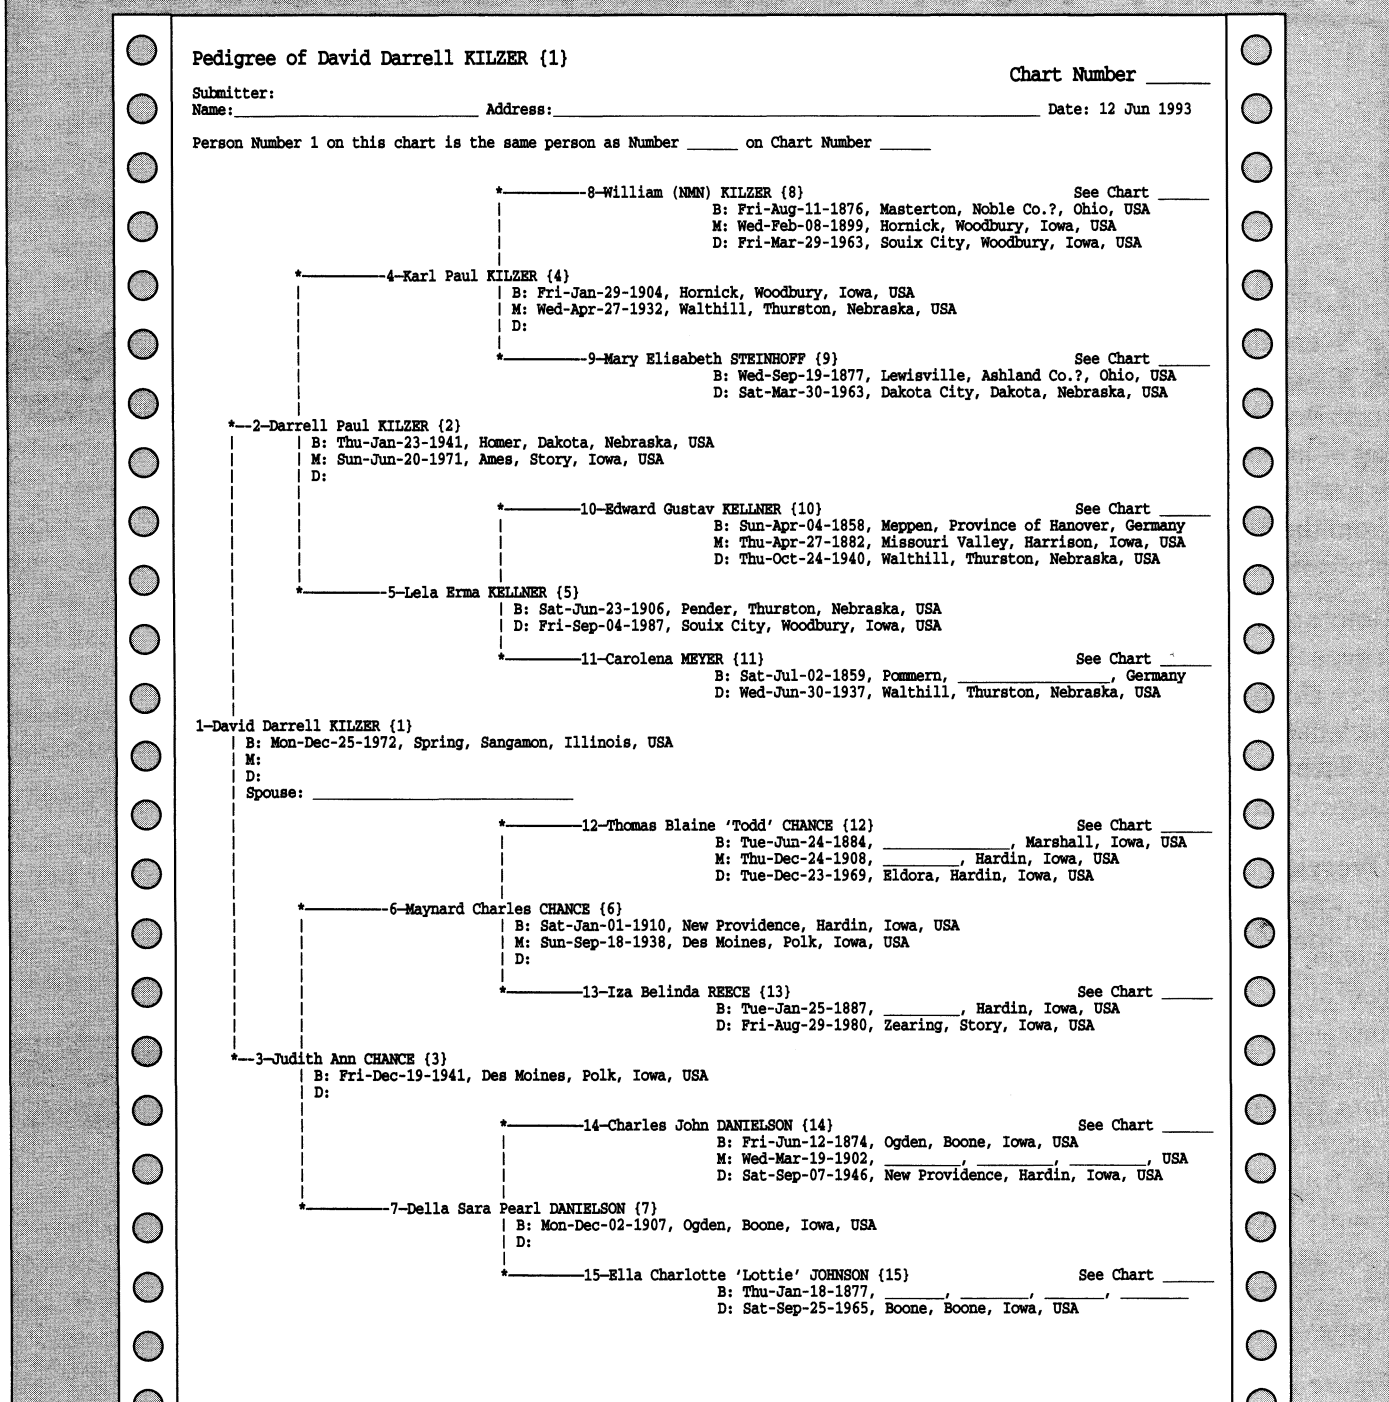 Pedigree of David Darrell KILZER {1}
Chart Number ______
Submitter:
Name:____________________________ Address:____________________________ Date: 12 Jun 1993
Person Number 1 on this chart is the same person as Number ______ on Chart Number ______
*----------8-William (NMN) KILZER {8} See Chart ______
B: Fri-Aug-11-1876, Masterton, Noble Co.?, Ohio, USA
M: Wed-Feb-08-1899, Hornick, Woodbury, Iowa, USA
D: Fri-Mar-29-1963, Souix City, Woodbury, Iowa, USA
*----------4-Karl Paul KILZER {4}
B: Fri-Jan-29-1904, Hornick, Woodbury, Iowa, USA
M: Wed-Apr-27-1932, Walthill, Thurston, Nebraska, USA
D:
*----------9-Mary Elisabeth STEINHOFF {9} See Chart ______
B: Wed-Sep-19-1877, Lewisville, Ashland Co.?, Ohio, USA
D: Sat-Mar-30-1963, Dakota City, Dakota, Nebraska, USA
*--2-Darrell Paul KILZER {2}
B: Thu-Jan-23-1941, Homer, Dakota, Nebraska, USA
M: Sun-Jun-20-1971, Ames, Story, Iowa, USA
D:
*----------10-Edward Gustav KELLNER {10} See Chart ______
B: Sun-Apr-04-1858, Meppen, Province of Hanover, Germany
M: Thu-Apr-27-1882, Missouri Valley, Harrison, Iowa, USA
D: Thu-Oct-24-1940, Walthill, Thurston, Nebraska, USA
*----------5-Lela Erma KELLNER {5}
B: Sat-Jun-23-1906, Pender, Thurston, Nebraska, USA
D: Fri-Sep-04-1987, Souix City, Woodbury, Iowa, USA
*----------11-Carolena MEYER {11} See Chart ______
B: Sat-Jul-02-1859, Pommern, __________________, Germany
D: Wed-Jun-30-1937, Walthill, Thurston, Nebraska, USA
1-David Darrell KILZER {1}
B: Mon-Dec-25-1972, Spring, Sangamon, Illinois, USA
M:
D:
Spouse: ______________________________
*----------12-Thomas Blaine 'Todd' CHANCE {12} See Chart ______
B: Tue-Jun-24-1884, _______________, Marshall, Iowa, USA
M: Thu-Dec-24-1908, _________, Hardin, Iowa, USA
D: Tue-Dec-23-1969, Eldora, Hardin, Iowa, USA
*----------6-Maynard Charles CHANCE {6}
B: Sat-Jan-01-1910, New Providence, Hardin, Iowa, USA
M: Sun-Sep-18-1938, Des Moines, Polk, Iowa, USA
D:
*----------13-Iza Belinda REECE {13} See Chart ______
B: Tue-Jan-25-1887, _________, Hardin, Iowa, USA
D: Fri-Aug-29-1980, Zearing, Story, Iowa, USA
*--3-Judith Ann CHANCE {3}
B: Fri-Dec-19-1941, Des Moines, Polk, Iowa, USA
D:
*----------14-Charles John DANIELSON {14} See Chart ______
B: Fri-Jun-12-1874, Ogden, Boone, Iowa, USA
M: Wed-Mar-19-1902, _________, _________, _________, USA
D: Sat-Sep-07-1946, New Providence, Hardin, Iowa, USA
*----------7-Della Sara Pearl DANIELSON {7}
B: Mon-Dec-02-1907, Ogden, Boone, Iowa, USA
D:
*----------15-Ella Charlotte 'Lottie' JOHNSON {15} See Chart ______
B: Thu-Jan-18-1877, _______, ________, _______, ________
D: Sat-Sep-25-1965, Boone, Boone, Iowa, USA